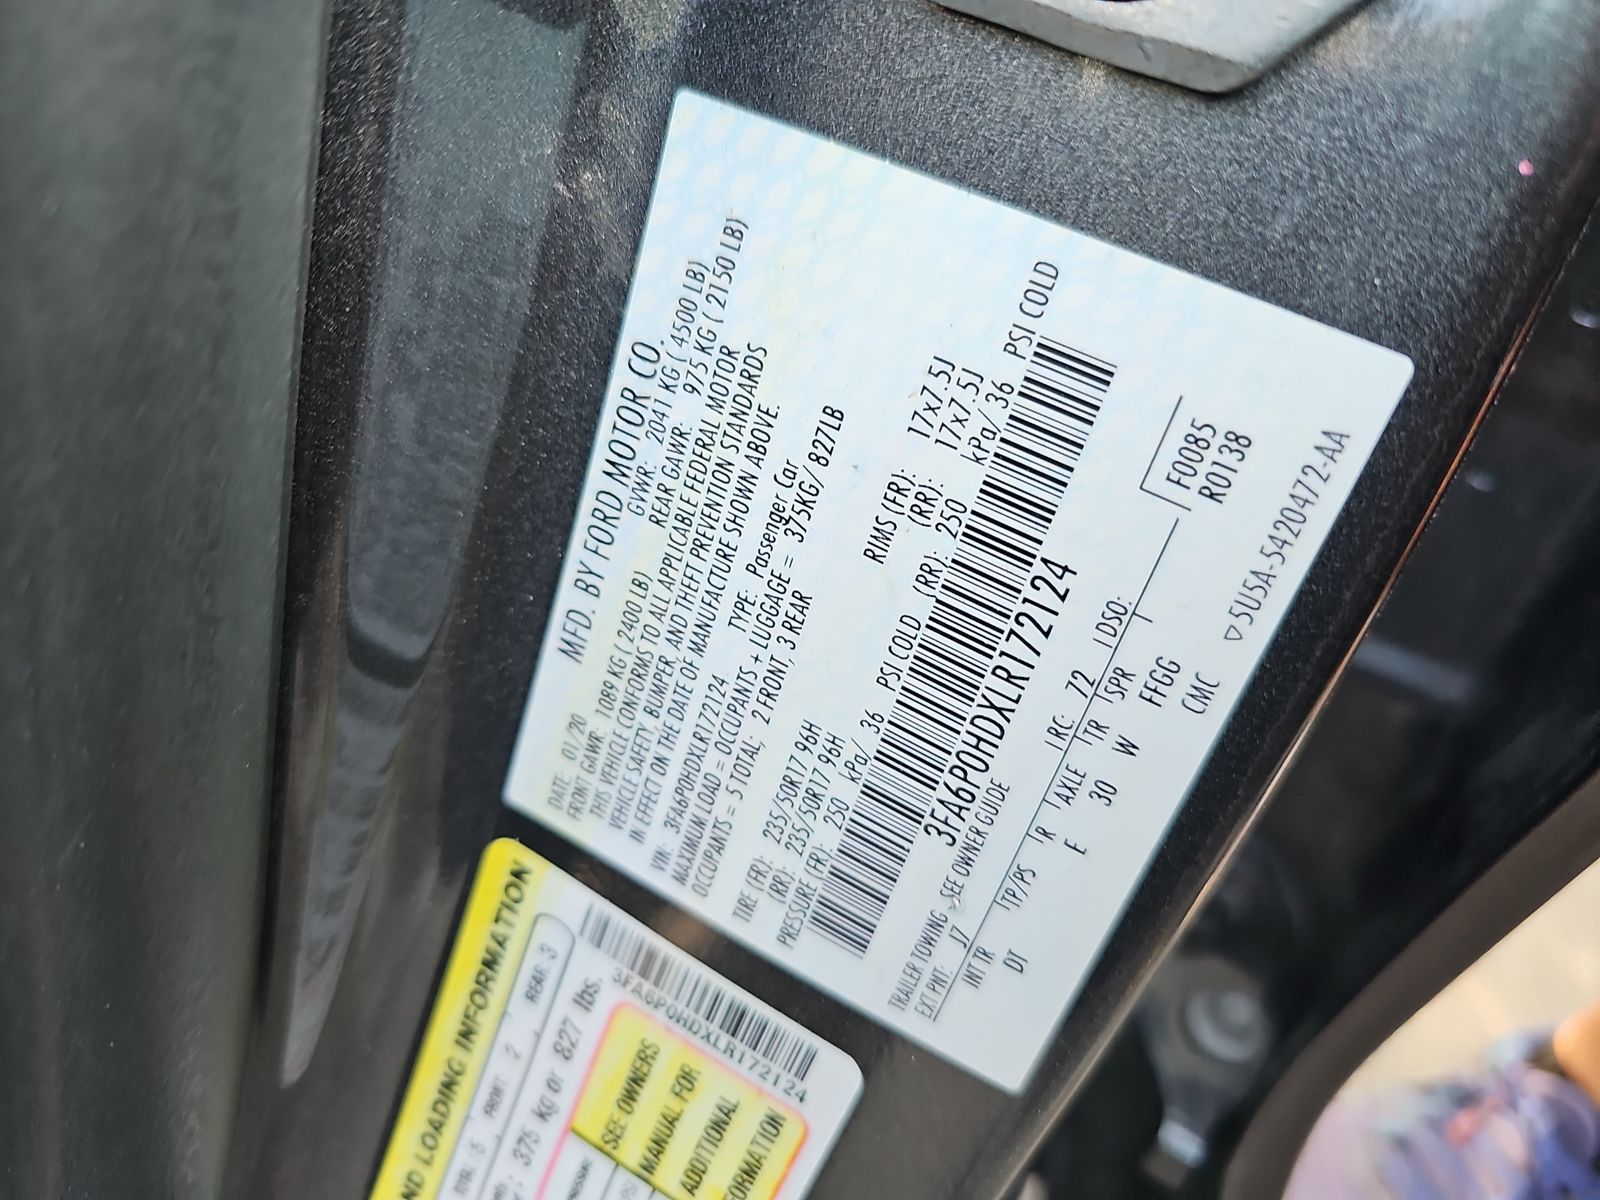 MFD. BY FORD MOTOR CO.
DATE: 01/20 GVWR: 2041 KG ( 4500 LB)
FRONT GAWR: 1089 KG ( 2400 LB) REAR GAWR: 975 KG ( 2150 LB)
THIS VEHICLE CONFORMS TO ALL APPLICABLE FEDERAL MOTOR
VEHICLE SAFETY, BUMPER, AND THEFT PREVENTION STANDARDS
IN EFFECT ON THE DATE OF MANUFACTURE SHOWN ABOVE.
VIN: 3FA6P0HDXLR172124 TYPE: Passenger Car
MAXIMUM LOAD = OCCUPANTS + LUGGAGE = 375KG/ 827LB
OCCUPANTS = 5 TOTAL; 2 FRONT, 3 REAR
TIRE (FR): 235/50R17 96H RIMS (FR): 17x7.5J
(RR): 235/50R17 96H (RR): 17x7.5J
PRESSURE (FR): 250 kPa/ 36 PSI COLD (RR): 250 kPa/ 36 PSI COLD
3FA6P0HDXLR172124
TRAILER TOWING - SEE OWNER GUIDE
EXT PNT: J7 RC: 72 DSO: F0085
INT TR TP/PS R AXLE TR SPR R0138
DT E 30 W FFGG
CMC
▽5U5A-5420472-AA
ND LOADING INFORMATION
TOTAL: 5 FRONT: 2 REAR: 3
375 kg or 827 lbs.
3FA6P0HDXLR172124
SEE OWNERS
MANUAL FOR
ADDITIONAL
FORMATION